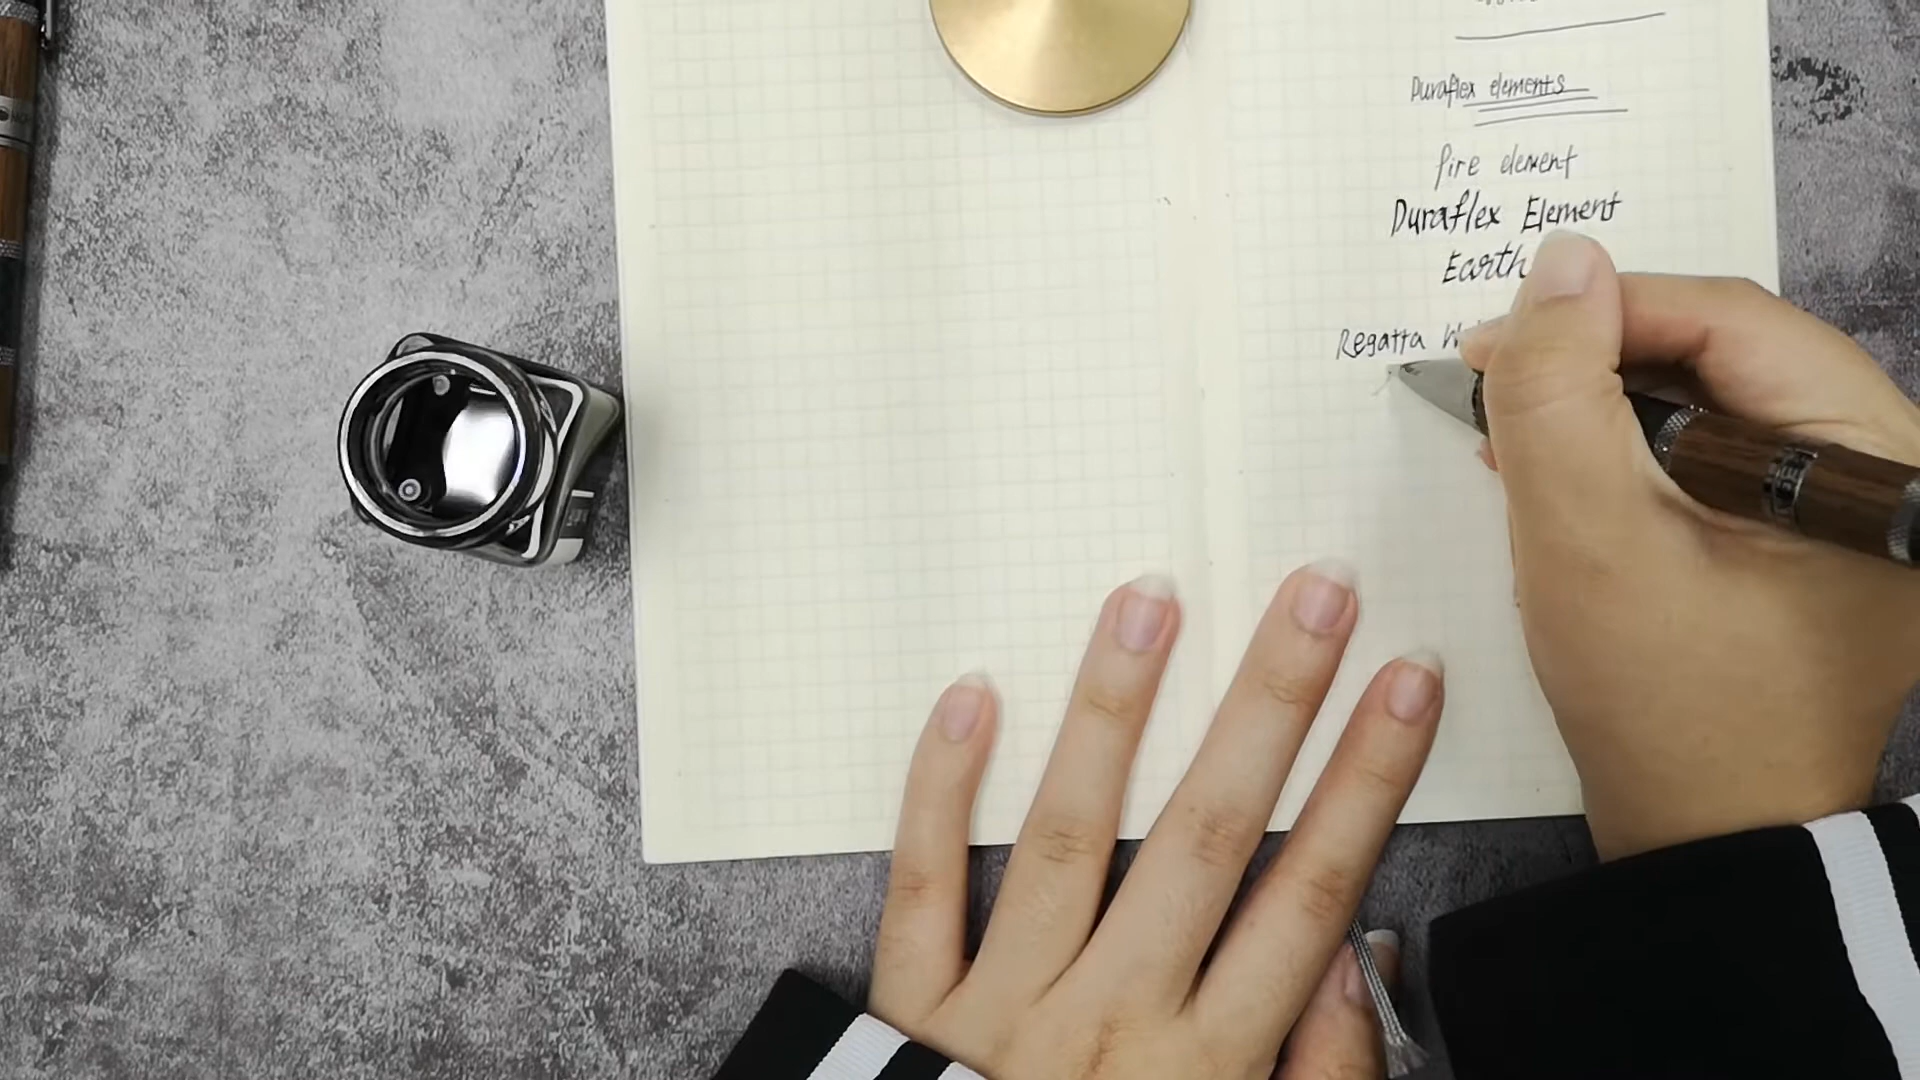 Duraflex elements
fire element
Duraflex Element
Earth
Regatta